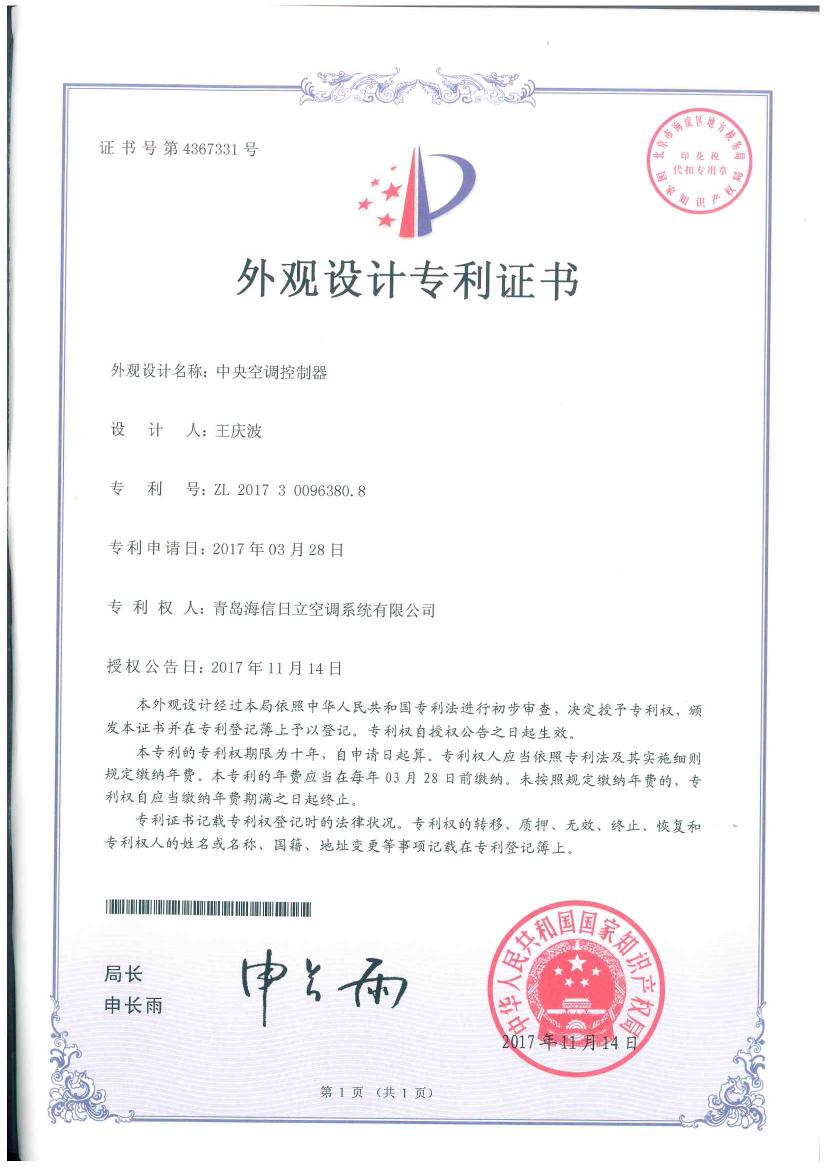 证书号第4367331号
北京市海淀区地方税务局
印花税
代扣专用章
国家知识产权局
外观设计专利证书
外观设计名称：中央空调控制器
设计人：王庆波
专利号：ZL 2017 3 0096380.8
专利申请日：2017年03月28日
专利权人：青岛海信日立空调系统有限公司
授权公告日：2017年11月14日
本外观设计经过本局依照中华人民共和国专利法进行初步审查，决定授予专利权，颁
发本证书并在专利登记簿上予以登记。专利权自授权公告之日起生效。
本专利的专利权期限为十年，自申请日起算。专利权人应当依照专利法及其实施细则
规定缴纳年费。本专利的年费应当在每年03月28日前缴纳。未按照规定缴纳年费的，专
利权自应当缴纳年费期满之日起终止。
专利证书记载专利权登记时的法律状况。专利权的转移、质押、无效、终止、恢复和
专利权人的姓名或名称、国籍、地址变更等事项记载在专利登记簿上。
局长
申长雨
申长雨
中华人民共和国国家知识产权局
2017年11月14日
第1页（共1页）